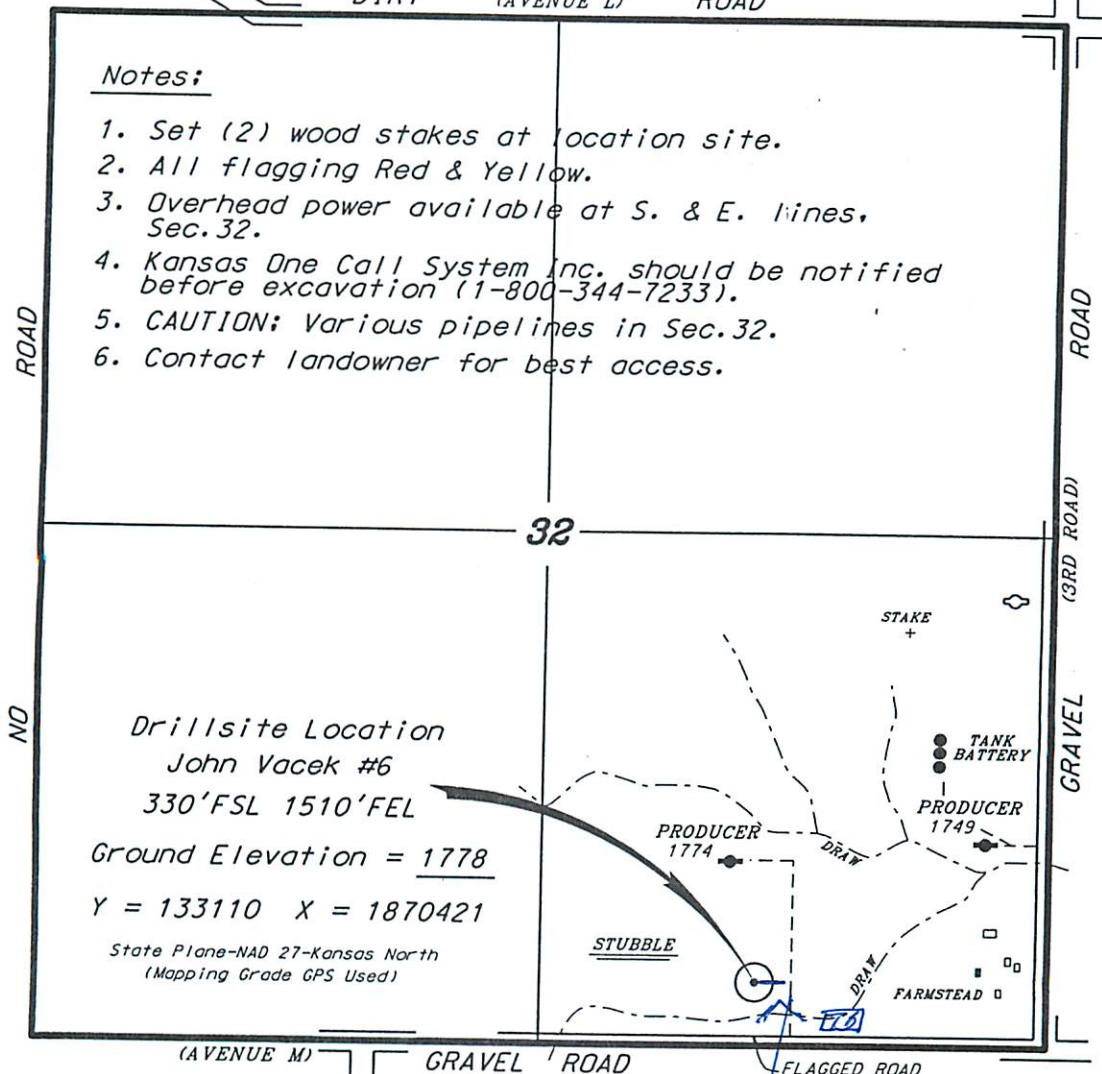 DIRT (AVENUE L) ROAD
Notes:
1. Set (2) wood stakes at location site.
2. All flagging Red & Yellow.
3. Overhead power available at S. & E. lines,
Sec.32.
4. Kansas One Call System Inc. should be notified
before excavation (1-800-344-7233).
5. CAUTION: Various pipelines in Sec.32.
6. Contact landowner for best access.
NO ROAD
GRAVEL (3RD ROAD) ROAD
32
STAKE
TANK
BATTERY
PRODUCER
1749
PRODUCER
1774
DRAW
Drillsite Location
John Vacek #6
330'FSL 1510'FEL
Ground Elevation = 1778
Y = 133110 X = 1870421
State Plane-NAD 27-Kansas North
(Mapping Grade GPS Used)
STUBBLE
DRAW
FARMSTEAD
(AVENUE M) GRAVEL ROAD
FLAGGED ROAD